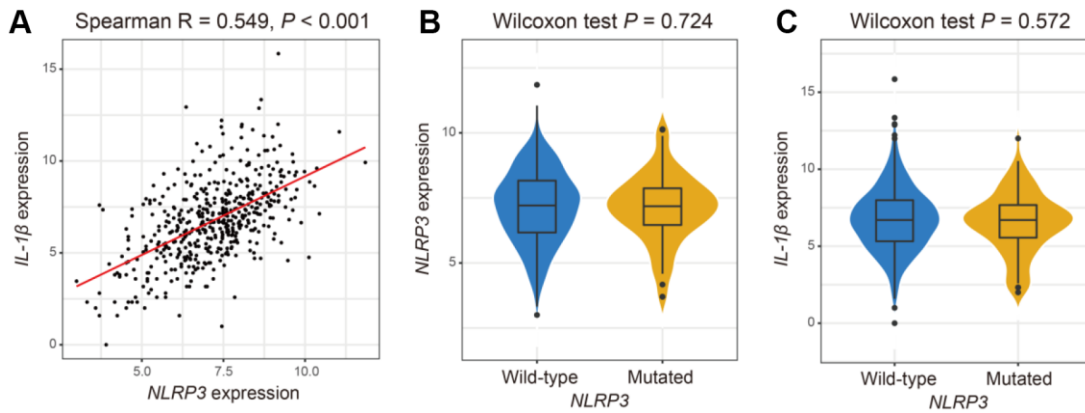 A
Spearman R = 0.549, P < 0.001
IL-1β expression
15
10
5
0
5.0 7.5 10.0
NLRP3 expression
B
Wilcoxon test P = 0.724
NLRP3 expression
10
5
Wild-type Mutated
NLRP3
C
Wilcoxon test P = 0.572
IL-1β expression
15
10
5
0
Wild-type Mutated
NLRP3